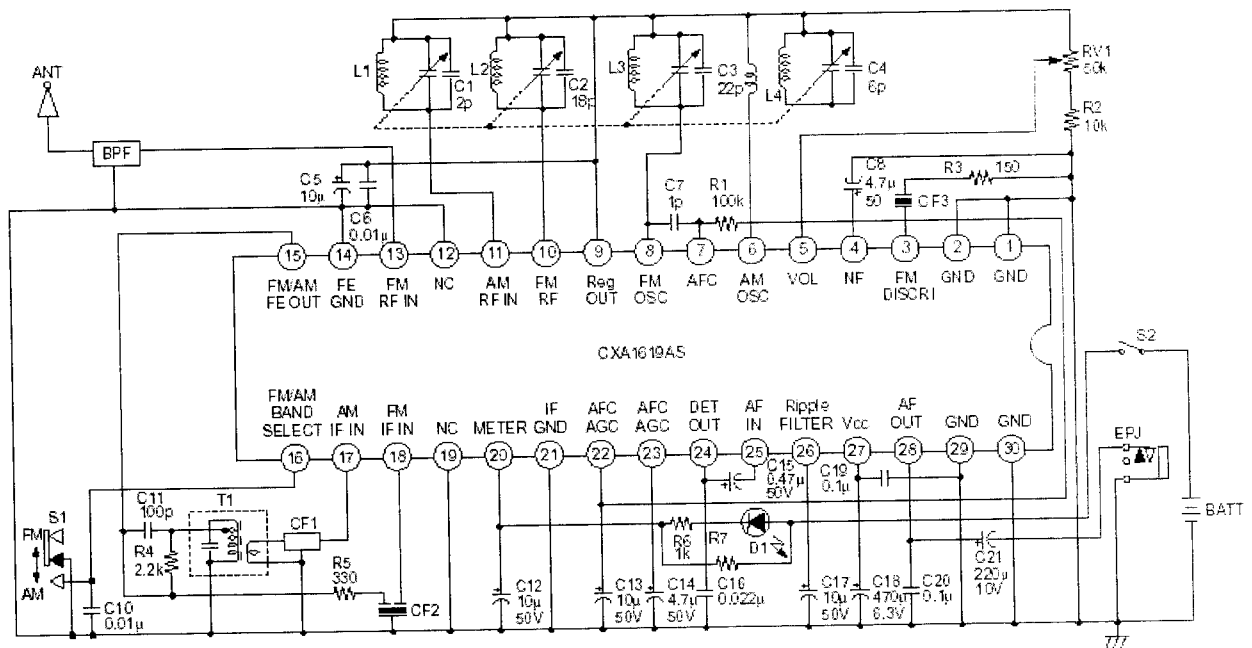 ANT
BPF
L1
C1
2p
L2
C2
18p
L3
C3
22p
L4
C4
6p
RV1
50k
R2
10k
C5
10μ
C6
0.01μ
C7
1p
R1
100k
C8
4.7μ
50
R3
150
CF3
15
14
13
12
11
10
9
8
7
6
5
4
3
2
1
FM/AM
FE OUT
FE
GND
FM
RF IN
NC
AM
RF IN
FM
RF
Reg
OUT
FM
OSC
AFC
AM
OSC
VOL
NF
FM
DISCRI
GND
GND
CXA1619AS
FM/AM
BAND
SELECT
AM
IF IN
FM
IF IN
NC
METER
IF
GND
AFC
AGC
AFC
AGC
DET
OUT
AF
IN
Ripple
FILTER
Vcc
AF
OUT
GND
GND
16
17
18
19
20
21
22
23
24
25
26
27
28
29
30
S2
EPJ
BATT
C11
100p
T1
CF1
S1
FM
AM
R4
2.2k
R5
330
CF2
C10
0.01μ
C15
0.47μ
50V
C19
0.1μ
R6
1k
R7
D1
C12
10μ
50V
C13
10μ
50V
C14
4.7μ
50V
C16
0.022μ
C17
10μ
50V
C18
470μ
6.3V
C20
0.1μ
C21
220μ
10V